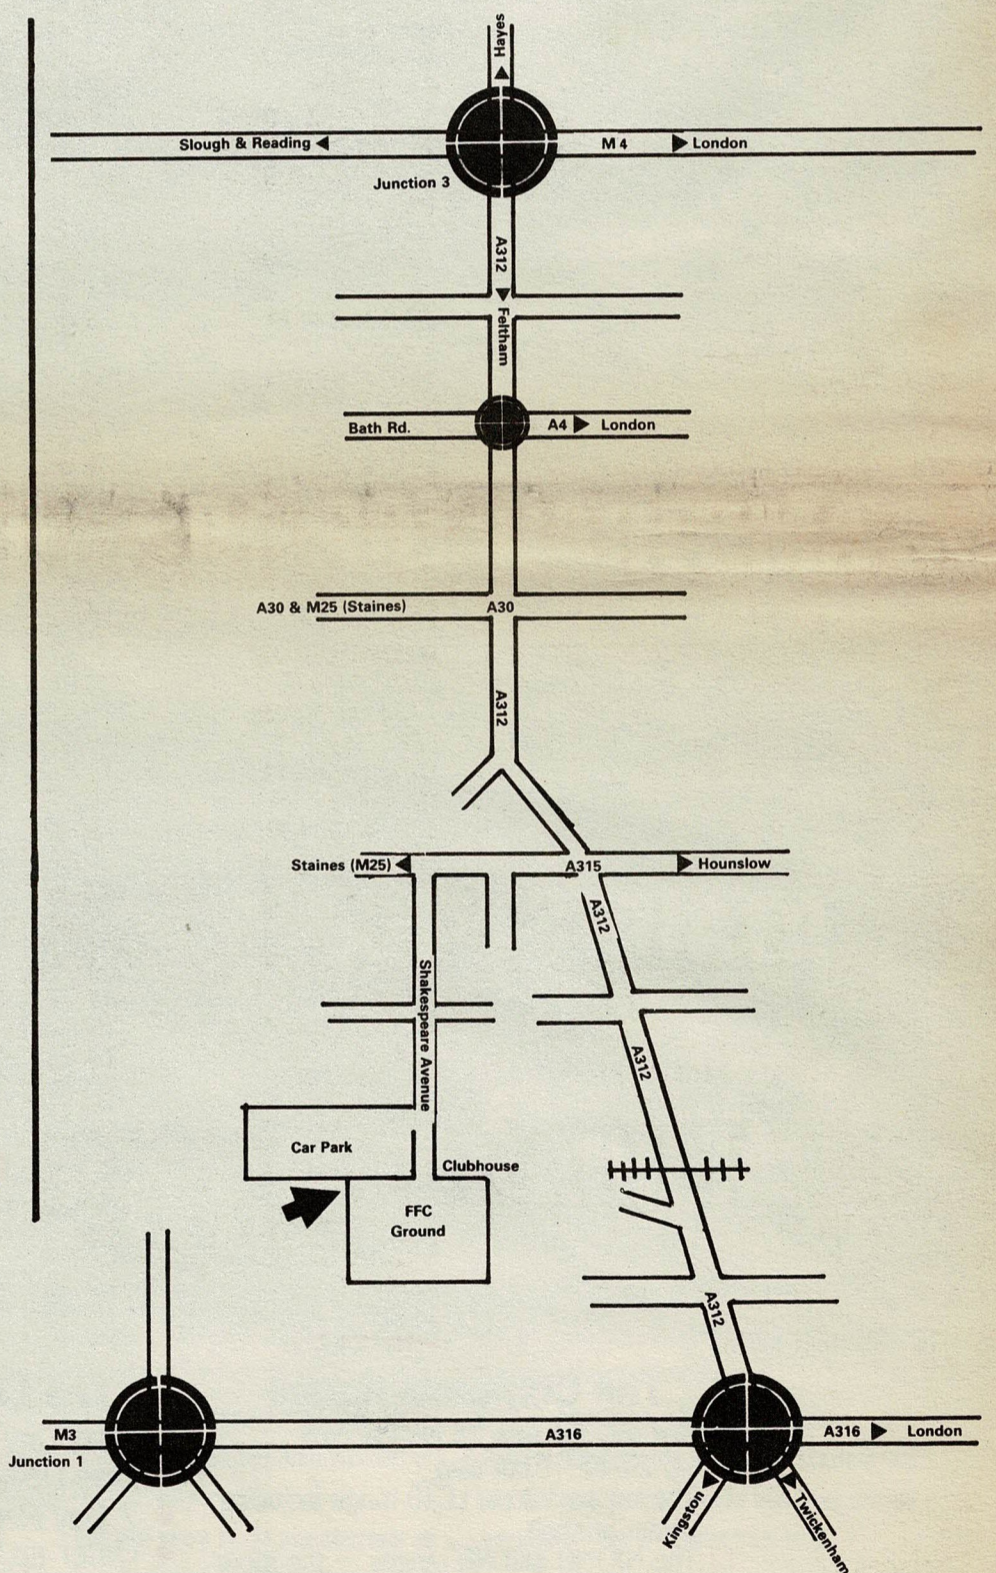 Hayes
Slough & Reading
M 4
London
Junction 3
A312
Feltham
Bath Rd.
A4
London
A30 & M25 (Staines)
A30
A312
Staines (M25)
A315
Hounslow
A312
Shakespeare Avenue
A312
Car Park
Clubhouse
FFC
Ground
A312
M3
A316
A316
London
Junction 1
Kingston
Twickenham